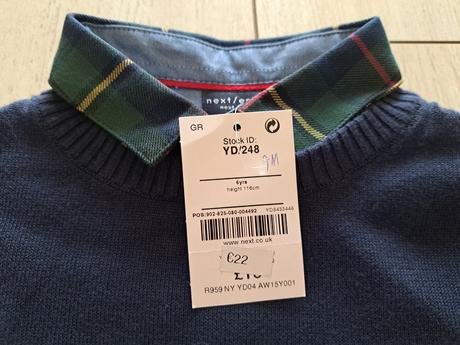 next/
GR
Stock ID:
YD/248
6yrs
height 116cm
POS:902-825-080-004492 YD8433448
www.next.co.uk
€22
R959 NY YD04 AW15Y001